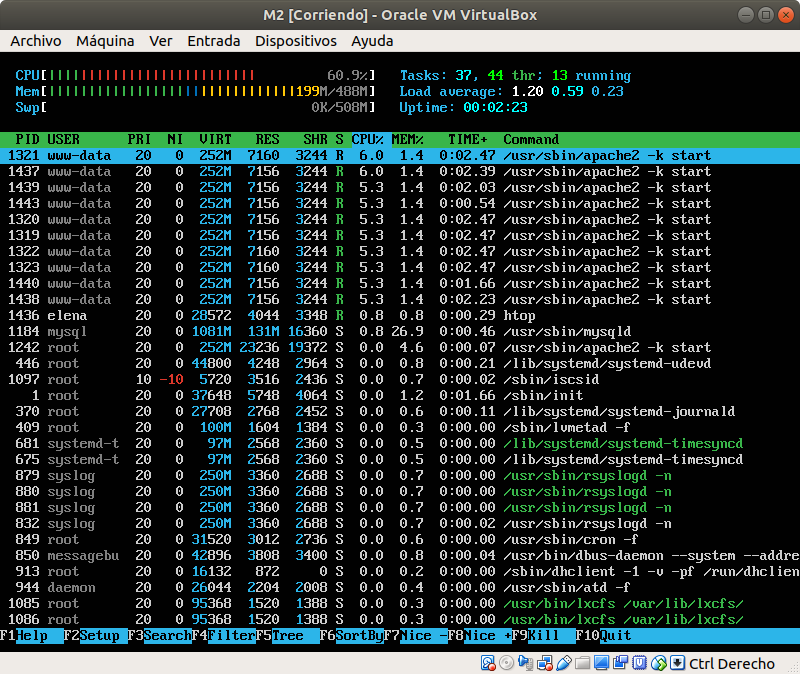 M2 [Corriendo] - Oracle VM VirtualBox
Archivo Máquina Ver Entrada Dispositivos Ayuda
CPU[||||||||||||||||||||||||||       60.9%] Tasks: 37, 44 thr; 13 running
Mem[|||||||||||||||||||||||||||||||199M/488M] Load average: 1.20 0.59 0.23
Swp[                                 0K/508M] Uptime: 00:02:23
PID USER PRI NI VIRT RES SHR S CPU% MEM% TIME+ Command
1321 www-data 20 0 252M 7160 3244 R 6.0 1.4 0:02.47 /usr/sbin/apache2 -k start
1437 www-data 20 0 252M 7156 3244 R 6.0 1.4 0:02.39 /usr/sbin/apache2 -k start
1439 www-data 20 0 252M 7156 3244 R 5.3 1.4 0:02.03 /usr/sbin/apache2 -k start
1443 www-data 20 0 252M 7156 3244 R 5.3 1.4 0:00.54 /usr/sbin/apache2 -k start
1320 www-data 20 0 252M 7156 3244 R 5.3 1.4 0:02.47 /usr/sbin/apache2 -k start
1319 www-data 20 0 252M 7156 3244 R 5.3 1.4 0:02.47 /usr/sbin/apache2 -k start
1322 www-data 20 0 252M 7160 3244 R 5.3 1.4 0:02.47 /usr/sbin/apache2 -k start
1323 www-data 20 0 252M 7160 3244 R 5.3 1.4 0:02.47 /usr/sbin/apache2 -k start
1440 www-data 20 0 252M 7156 3244 R 5.3 1.4 0:01.66 /usr/sbin/apache2 -k start
1438 www-data 20 0 252M 7156 3244 R 5.3 1.4 0:02.23 /usr/sbin/apache2 -k start
1436 elena 20 0 28572 4044 3348 R 0.8 0.8 0:00.29 htop
1184 mysql 20 0 1081M 131M 16360 S 0.8 26.9 0:00.46 /usr/sbin/mysqld
1242 root 20 0 252M 23236 19372 S 0.0 4.6 0:00.07 /usr/sbin/apache2 -k start
446 root 20 0 44800 4248 2964 S 0.0 0.8 0:00.21 /lib/systemd/systemd-udevd
1097 root 10 -10 5720 3516 2436 S 0.0 0.7 0:00.02 /sbin/iscsid
1 root 20 0 37648 5748 4064 S 0.0 1.2 0:01.66 /sbin/init
370 root 20 0 27708 2768 2452 S 0.0 0.6 0:00.11 /lib/systemd/systemd-journald
409 root 20 0 100M 1604 1384 S 0.0 0.3 0:00.00 /sbin/lvmetad -f
681 systemd-t 20 0 97M 2568 2360 S 0.0 0.5 0:00.00 /lib/systemd/systemd-timesyncd
675 systemd-t 20 0 97M 2568 2360 S 0.0 0.5 0:00.00 /lib/systemd/systemd-timesyncd
879 syslog 20 0 250M 3360 2688 S 0.0 0.7 0:00.00 /usr/sbin/rsyslogd -n
880 syslog 20 0 250M 3360 2688 S 0.0 0.7 0:00.00 /usr/sbin/rsyslogd -n
881 syslog 20 0 250M 3360 2688 S 0.0 0.7 0:00.00 /usr/sbin/rsyslogd -n
832 syslog 20 0 250M 3360 2688 S 0.0 0.7 0:00.02 /usr/sbin/rsyslogd -n
849 root 20 0 31520 3012 2736 S 0.0 0.6 0:00.00 /usr/sbin/cron -f
850 messagebu 20 0 42896 3808 3400 S 0.0 0.8 0:00.04 /usr/bin/dbus-daemon --system --addre
913 root 20 0 16132 872 0 S 0.0 0.2 0:00.00 /sbin/dhclient -1 -v -pf /run/dhclien
944 daemon 20 0 26044 2204 2008 S 0.0 0.4 0:00.00 /usr/sbin/atd -f
1085 root 20 0 95368 1520 1388 S 0.0 0.3 0:00.00 /usr/bin/lxcfs /var/lib/lxcfs/
1086 root 20 0 95368 1520 1388 S 0.0 0.3 0:00.00 /usr/bin/lxcfs /var/lib/lxcfs/
F1Help F2Setup F3SearchF4FilterF5Tree F6SortByF7Nice -F8Nice +F9Kill F10Quit
Ctrl Derecho